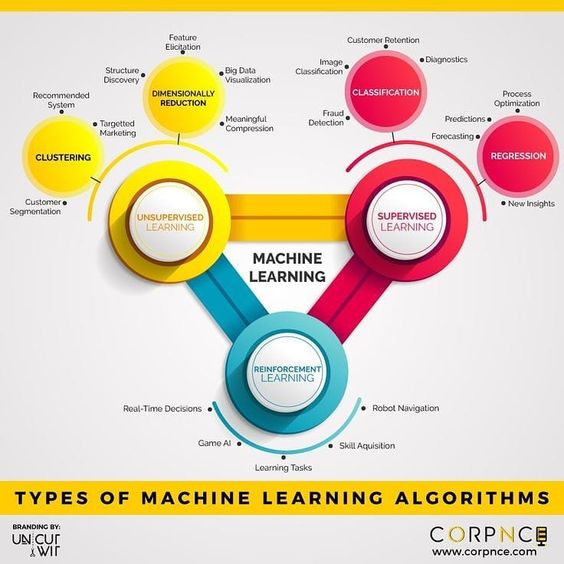 Feature
Elicitation
Structure
Discovery
Big Data
Visualization
DIMENSIONALLY
REDUCTION
Meaningful
Compression
Recommended
System
Targetted
Marketing
CLUSTERING
Customer
Segmentation
Customer Retention
Image
Classification
Diagnostics
CLASSIFICATION
Fraud
Detection
Process
Optimization
Predictions
Forecasting
REGRESSION
New Insights
UNSUPERVISED
LEARNING
SUPERVISED
LEARNING
MACHINE
LEARNING
REINFORCEMENT
LEARNING
Real-Time Decisions
Robot Navigation
Game AI
Skill Aquisition
Learning Tasks
TYPES OF MACHINE LEARNING ALGORITHMS
BRANDING BY:
UNCUT
WIT
CORPNCE
www.corpnce.com